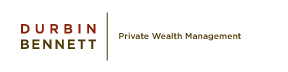 DURBIN
BENNETT
Private Wealth Management